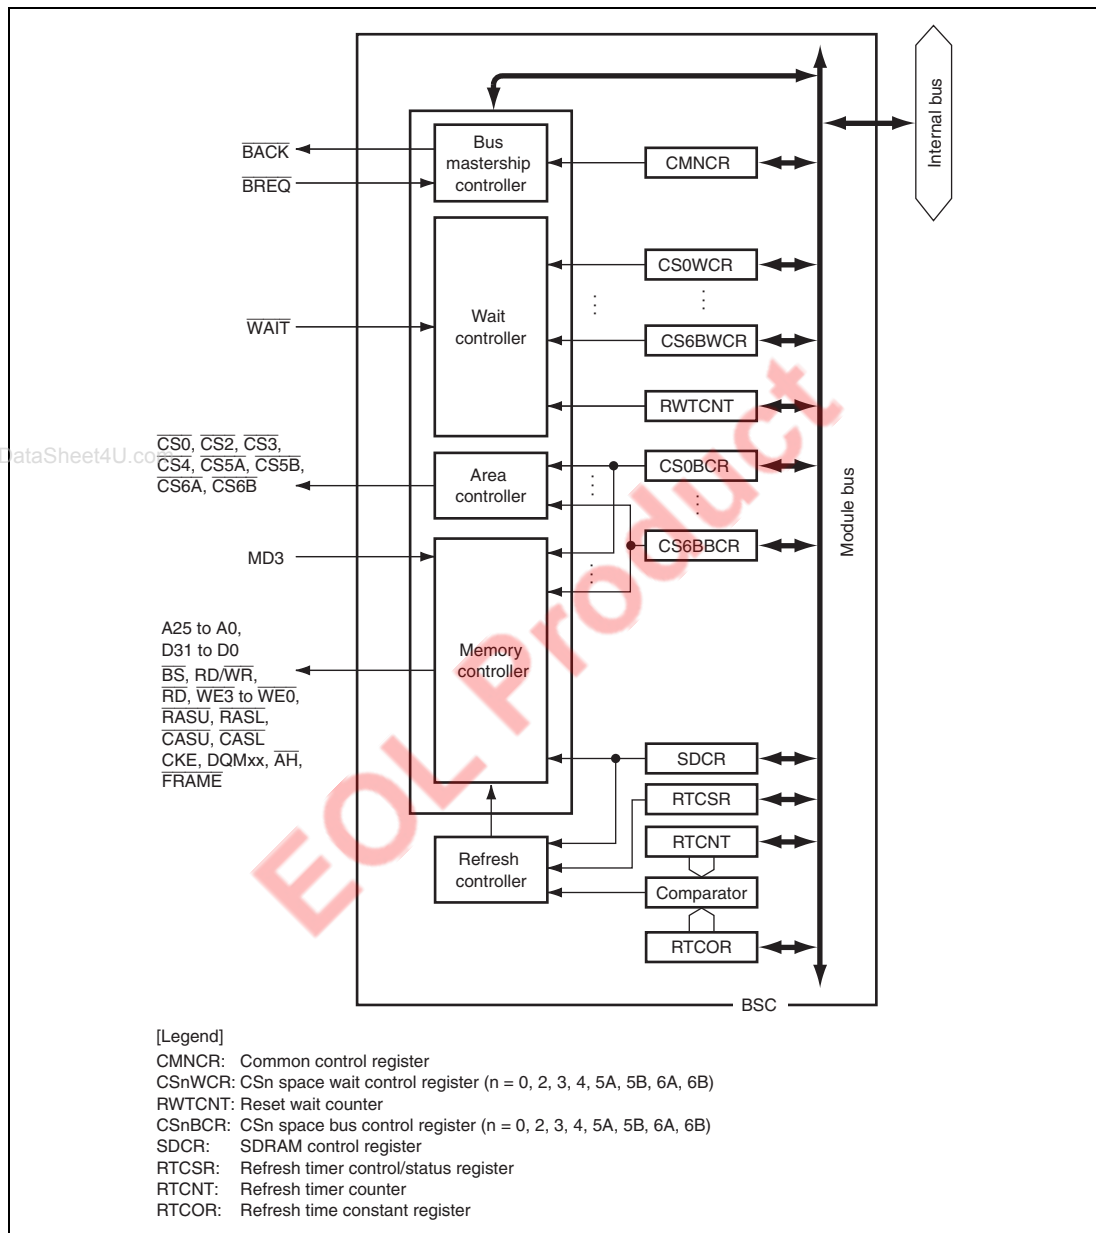 Internal bus
BACK
BREQ
Bus
mastership
controller
CMNCR
WAIT
Wait
controller
CS0WCR
CS6BWCR
RWTCNT
DataSheet4U.com
CS0, CS2, CS3,
CS4, CS5A, CS5B,
CS6A, CS6B
Area
controller
CS0BCR
CS6BBCR
Module bus
MD3
A25 to A0,
D31 to D0
BS, RD/WR,
RD, WE3 to WE0,
RASU, RASL,
CASU, CASL
CKE, DQMxx, AH,
FRAME
Memory
controller
SDCR
RTCSR
RTCNT
Comparator
RTCOR
Refresh
controller
BSC
EOL Product
[Legend]
CMNCR: Common control register
CSnWCR: CSn space wait control register (n = 0, 2, 3, 4, 5A, 5B, 6A, 6B)
RWTCNT: Reset wait counter
CSnBCR: CSn space bus control register (n = 0, 2, 3, 4, 5A, 5B, 6A, 6B)
SDCR: SDRAM control register
RTCSR: Refresh timer control/status register
RTCNT: Refresh timer counter
RTCOR: Refresh time constant register